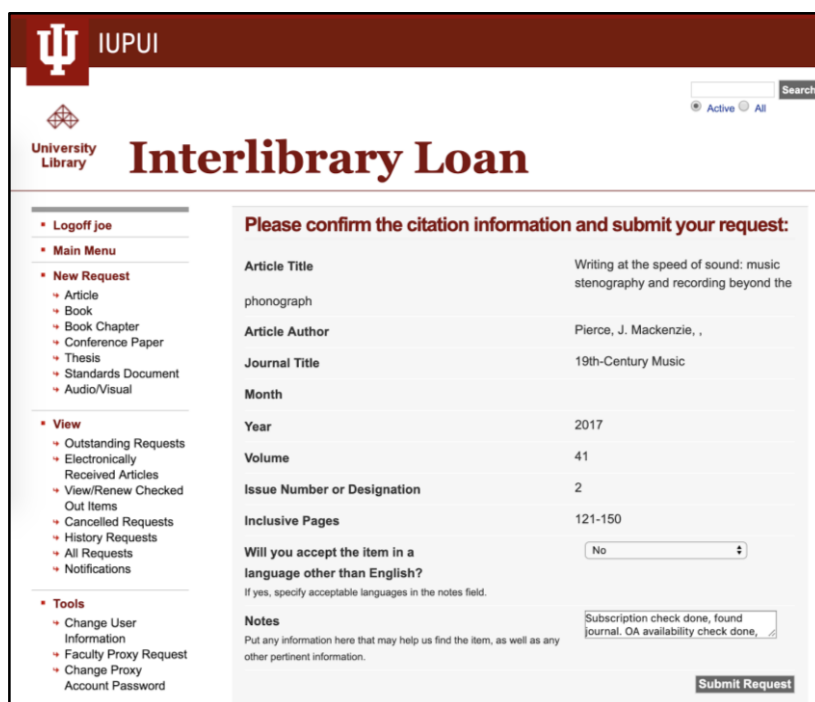 IUPUI
Search
Active All
University
Library
Interlibrary Loan
Logoff joe
Main Menu
New Request
Article
Book
Book Chapter
Conference Paper
Thesis
Standards Document
Audio/Visual
View
Outstanding Requests
Electronically
Received Articles
View/Renew Checked
Out Items
Cancelled Requests
History Requests
All Requests
Notifications
Tools
Change User
Information
Faculty Proxy Request
Change Proxy
Account Password
Please confirm the citation information and submit your request:
Article Title Writing at the speed of sound: music
stenography and recording beyond the
phonograph
Article Author Pierce, J. Mackenzie, ,
Journal Title 19th-Century Music
Month
Year 2017
Volume 41
Issue Number or Designation 2
Inclusive Pages 121-150
Will you accept the item in a No
language other than English?
If yes, specify acceptable languages in the notes field.
Notes Subscription check done, found
journal. OA availability check done,
Put any information here that may help us find the item, as well as any
other pertinent information.
Submit Request